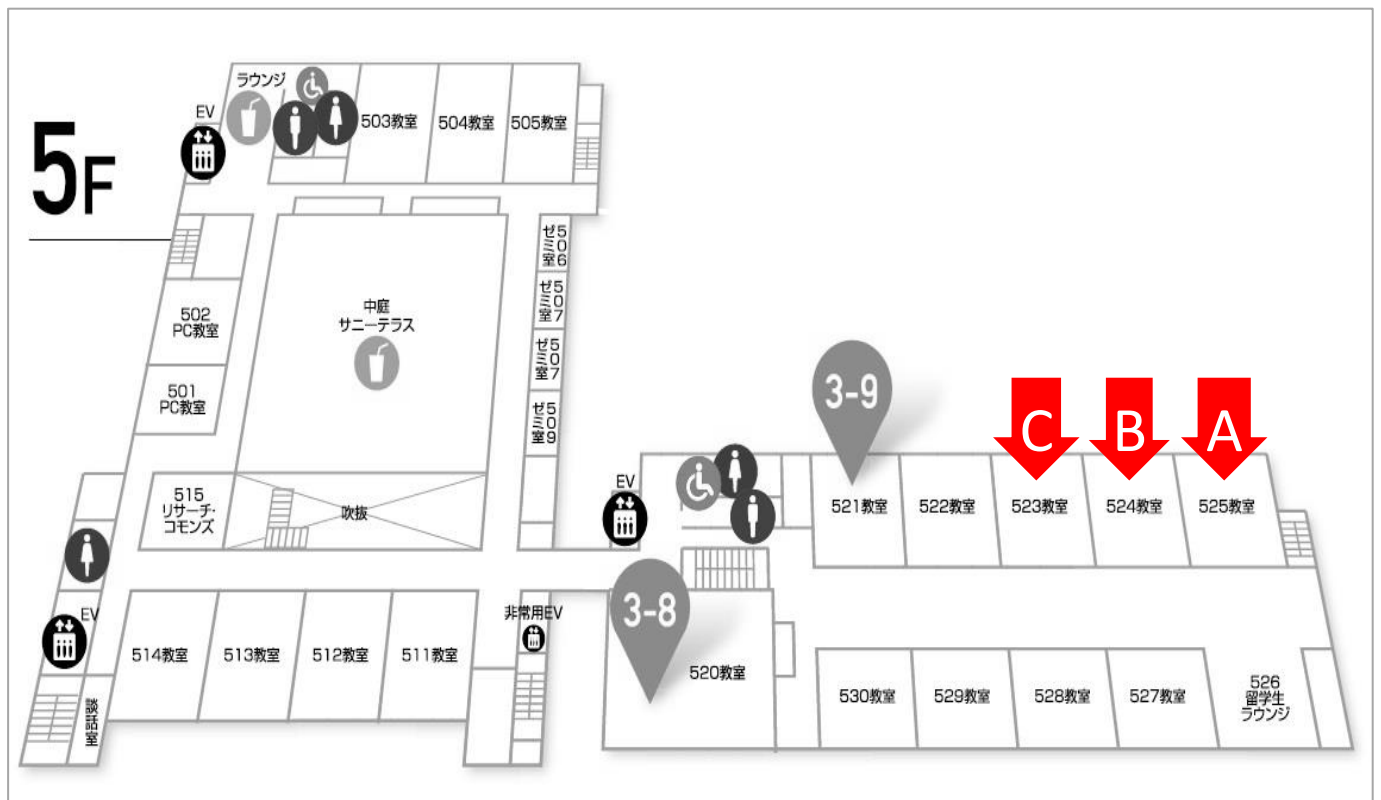 5F
ラウンジ
EV
503教室
504教室
505教室
502
PC教室
501
PC教室
中庭
サニーテラス
ゼミ室506
ゼミ室507
ゼミ室507
ゼミ室509
3-9
C
B
A
515
リサーチ・
コモンズ
吹抜
EV
521教室
522教室
523教室
524教室
525教室
EV
非常用EV
3-8
514教室
513教室
512教室
511教室
520教室
530教室
529教室
528教室
527教室
526
留学生
ラウンジ
談話室